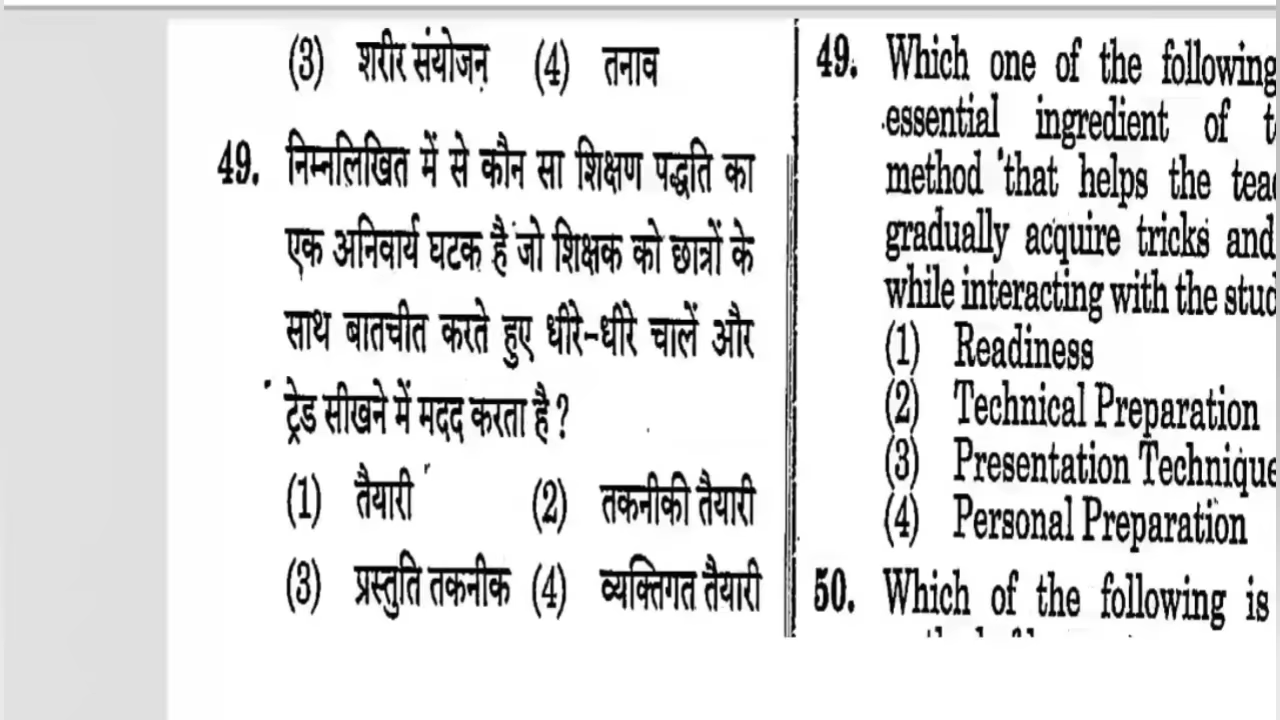 (3) शरीर संयोजन (4) तनाव
49. निम्नलिखित में से कौन सा शिक्षण पद्धति का
एक अनिवार्य घटक है जो शिक्षक को छात्रों के
साथ बातचीत करते हुए धीरे-धीरे चालें और
ट्रेड सीखने में मदद करता है ?
(1) तैयारी (2) तकनीकी तैयारी
(3) प्रस्तुति तकनीक (4) व्यक्तिगत तैयारी
49. Which one of the following
essential ingredient of
method that helps the
gradually acquire tricks and
while interacting with the
(1) Readiness
(2) Technical Preparation
(3) Presentation Technique
(4) Personal Preparation
50. Which of the following is